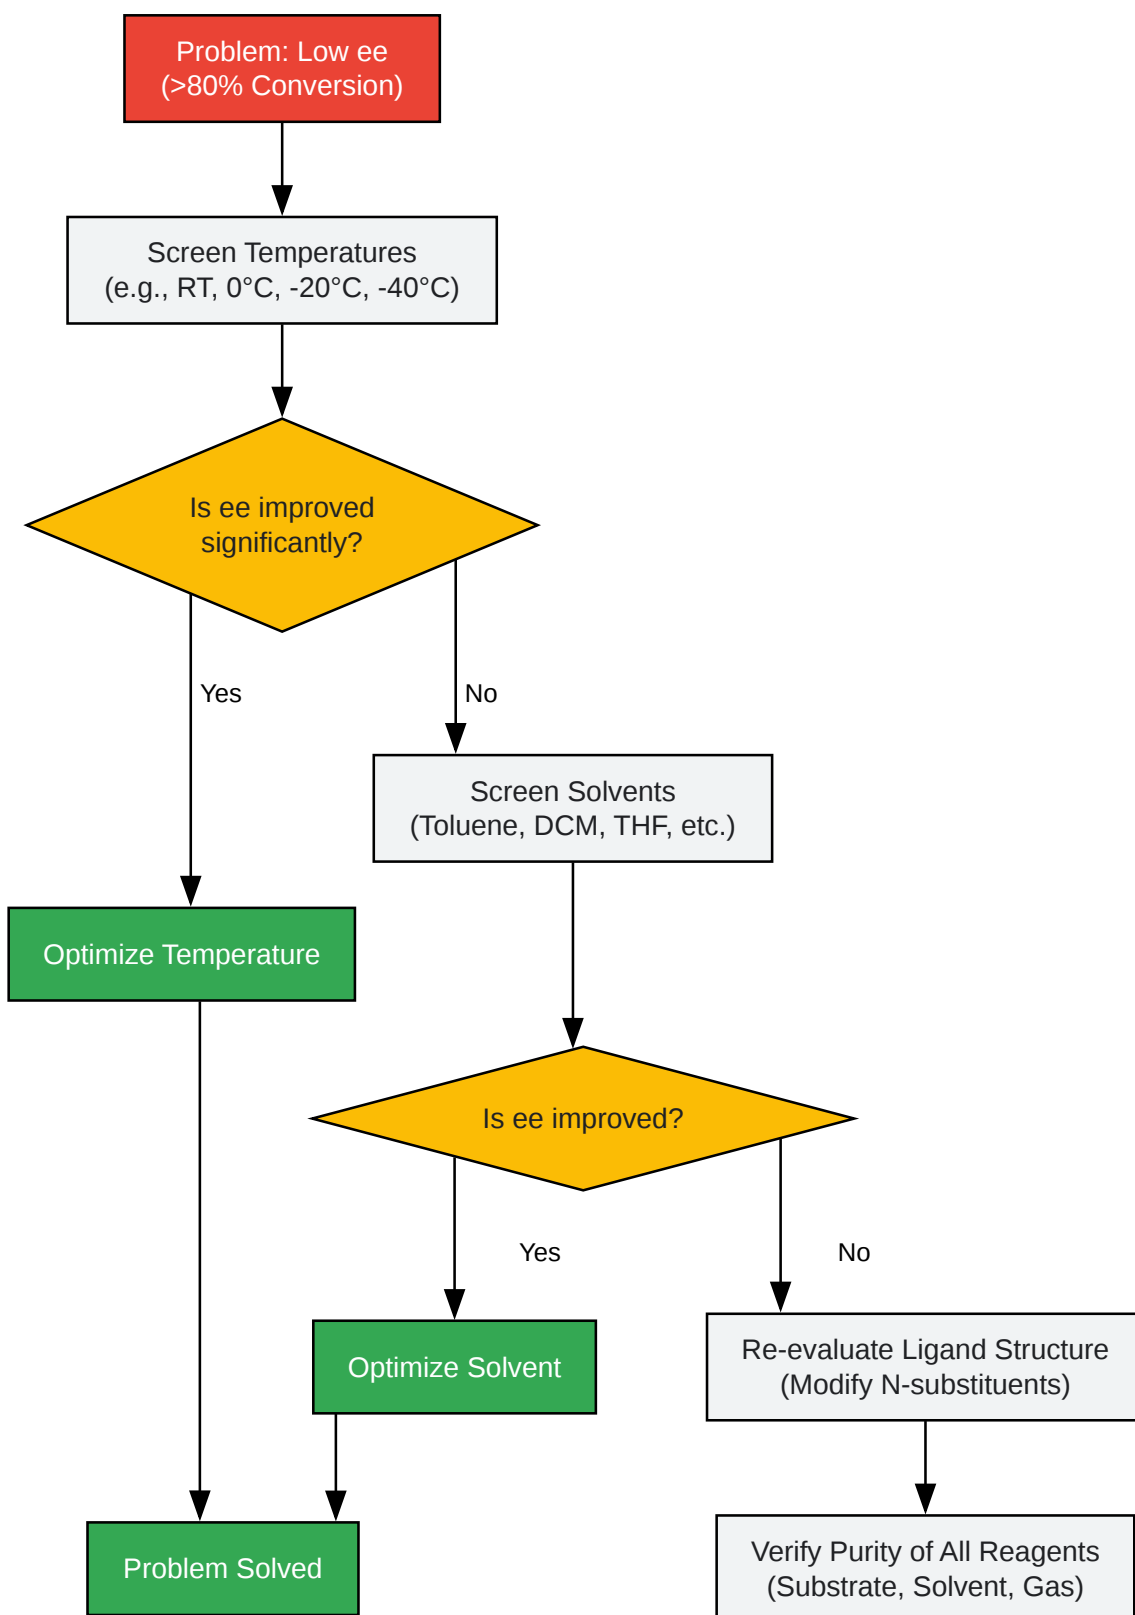 Problem: Low ee
(>80% Conversion)
Screen Temperatures
(e.g., RT, 0°C, -20°C, -40°C)
Is ee improved
significantly?
Yes
No
Screen Solvents
(Toluene, DCM, THF, etc.)
Optimize Temperature
Is ee improved?
Yes
No
Optimize Solvent
Re-evaluate Ligand Structure
(Modify N-substituents)
Problem Solved
Verify Purity of All Reagents
(Substrate, Solvent, Gas)